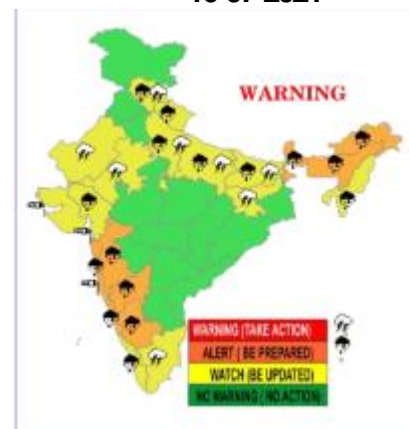 WARNING
WARNING (TAKE ACTION)
ALERT ( BE PREPARED)
WATCH (BE UPDATED)
NO WARNING ( NO ACTION)